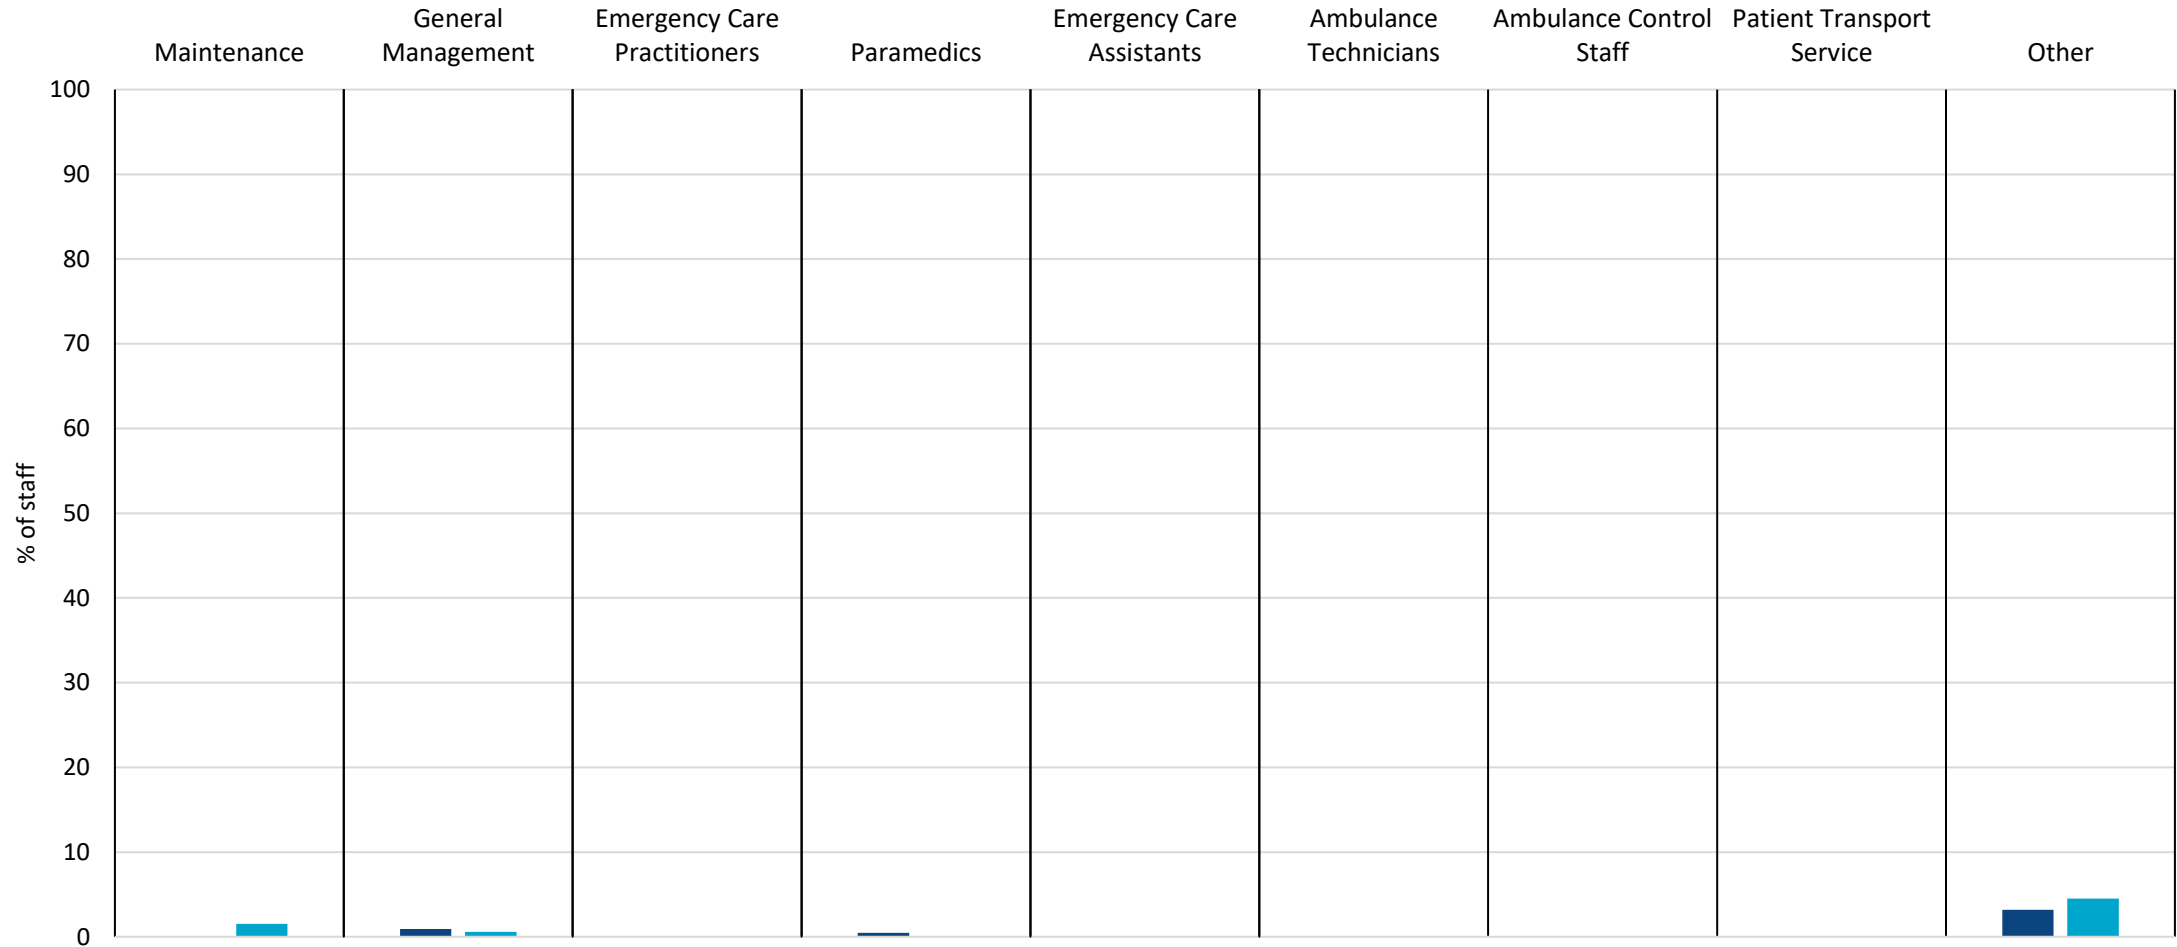 Maintenance
General
Management
Emergency Care
Practitioners
Paramedics
Emergency Care
Assistants
Ambulance
Technicians
Ambulance Control
Staff
Patient Transport
Service
Other
100
90
80
70
60
50
40
30
20
10
0
% of staff